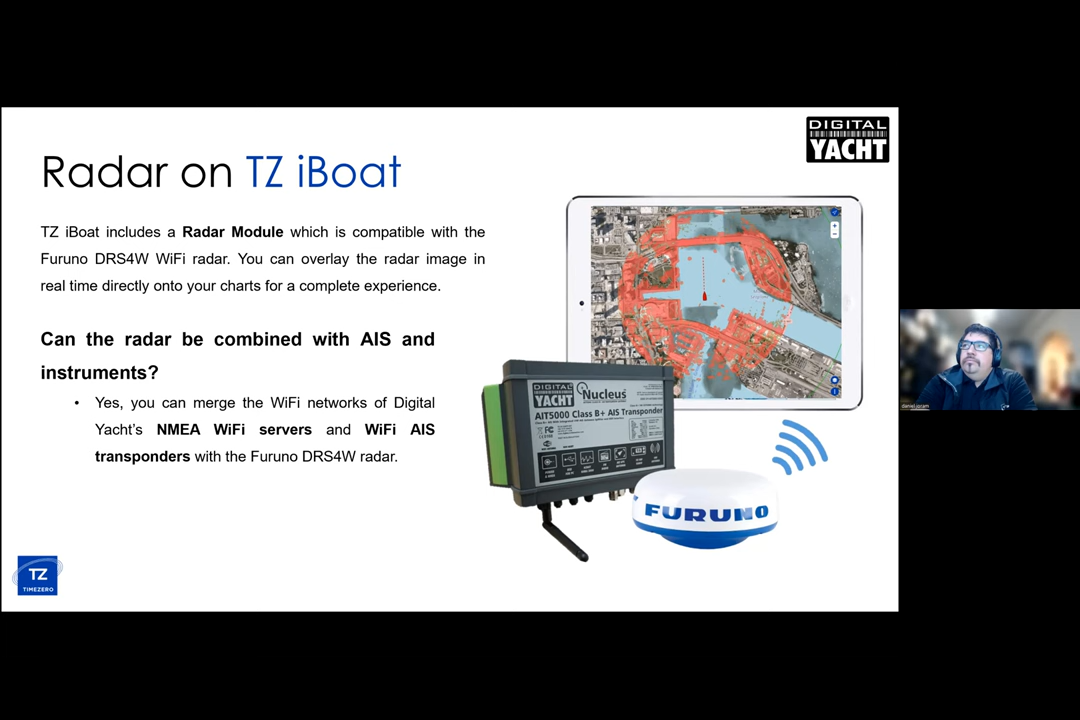 DIGITAL
YACHT
Radar on TZ iBoat
TZ iBoat includes a Radar Module which is compatible with the
Furuno DRS4W WiFi radar. You can overlay the radar image in
real time directly onto your charts for a complete experience.
Can the radar be combined with AIS and
instruments?
• Yes, you can merge the WiFi networks of Digital
Yacht's NMEA WiFi servers and WiFi AIS
transponders with the Furuno DRS4W radar.
DIGITAL
YACHT
Nucleus
AIT5000 Class B+ AIS Transponder
FURUNO
TZ
TIMEZERO